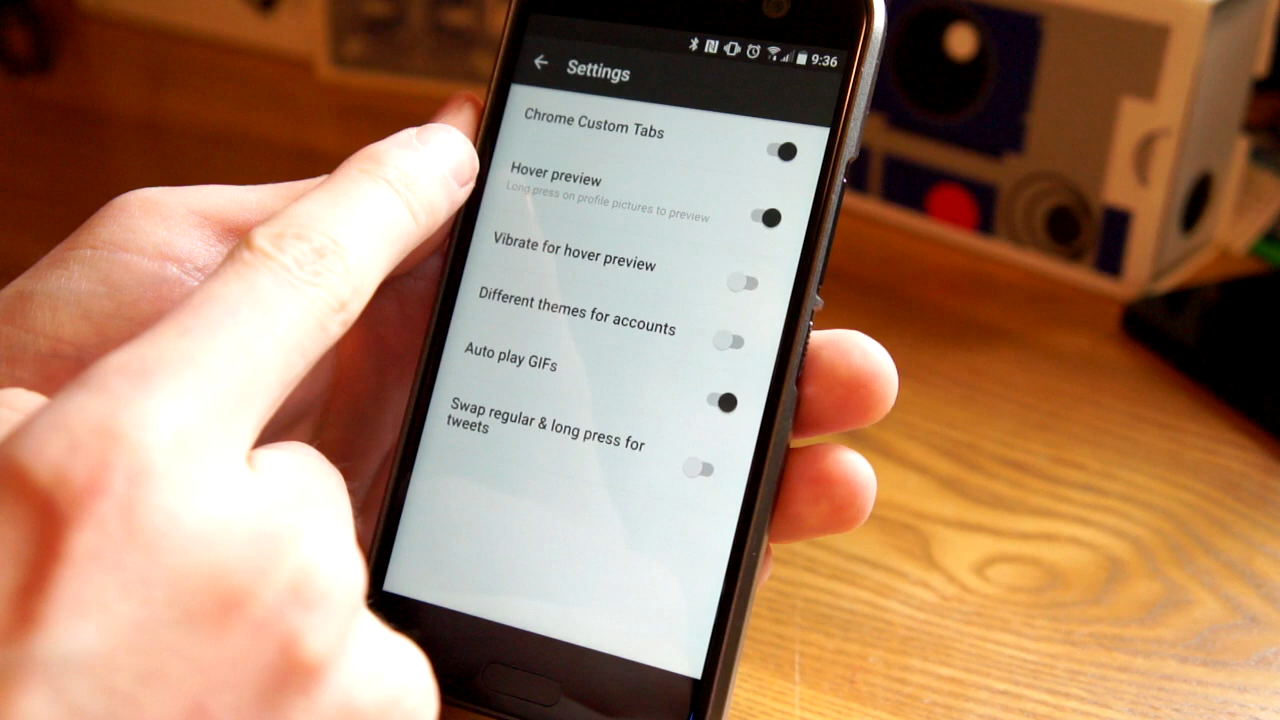 9:36
Settings
Chrome Custom Tabs
Hover preview
Long press on profile pictures to preview
Vibrate for hover preview
Different themes for accounts
Auto play GIFs
Swap regular & long press for
tweets